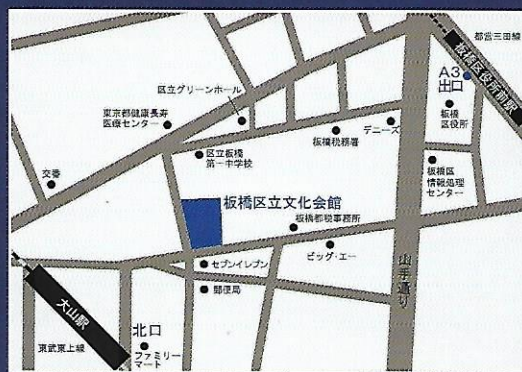 都営三田線
板橋区役所前駅
A3
出口
板橋
区役所
区立グリーンホール
東京都健康長寿
医療センター
デニーズ
板橋税務署
区立板橋
第一中学校
板橋区
情報処理
センター
交番
板橋区立文化会館
板橋都税事務所
ビッグ・エー
山手通り
セブンイレブン
郵便局
大山駅
北口
ファミリー
マート
東武東上線